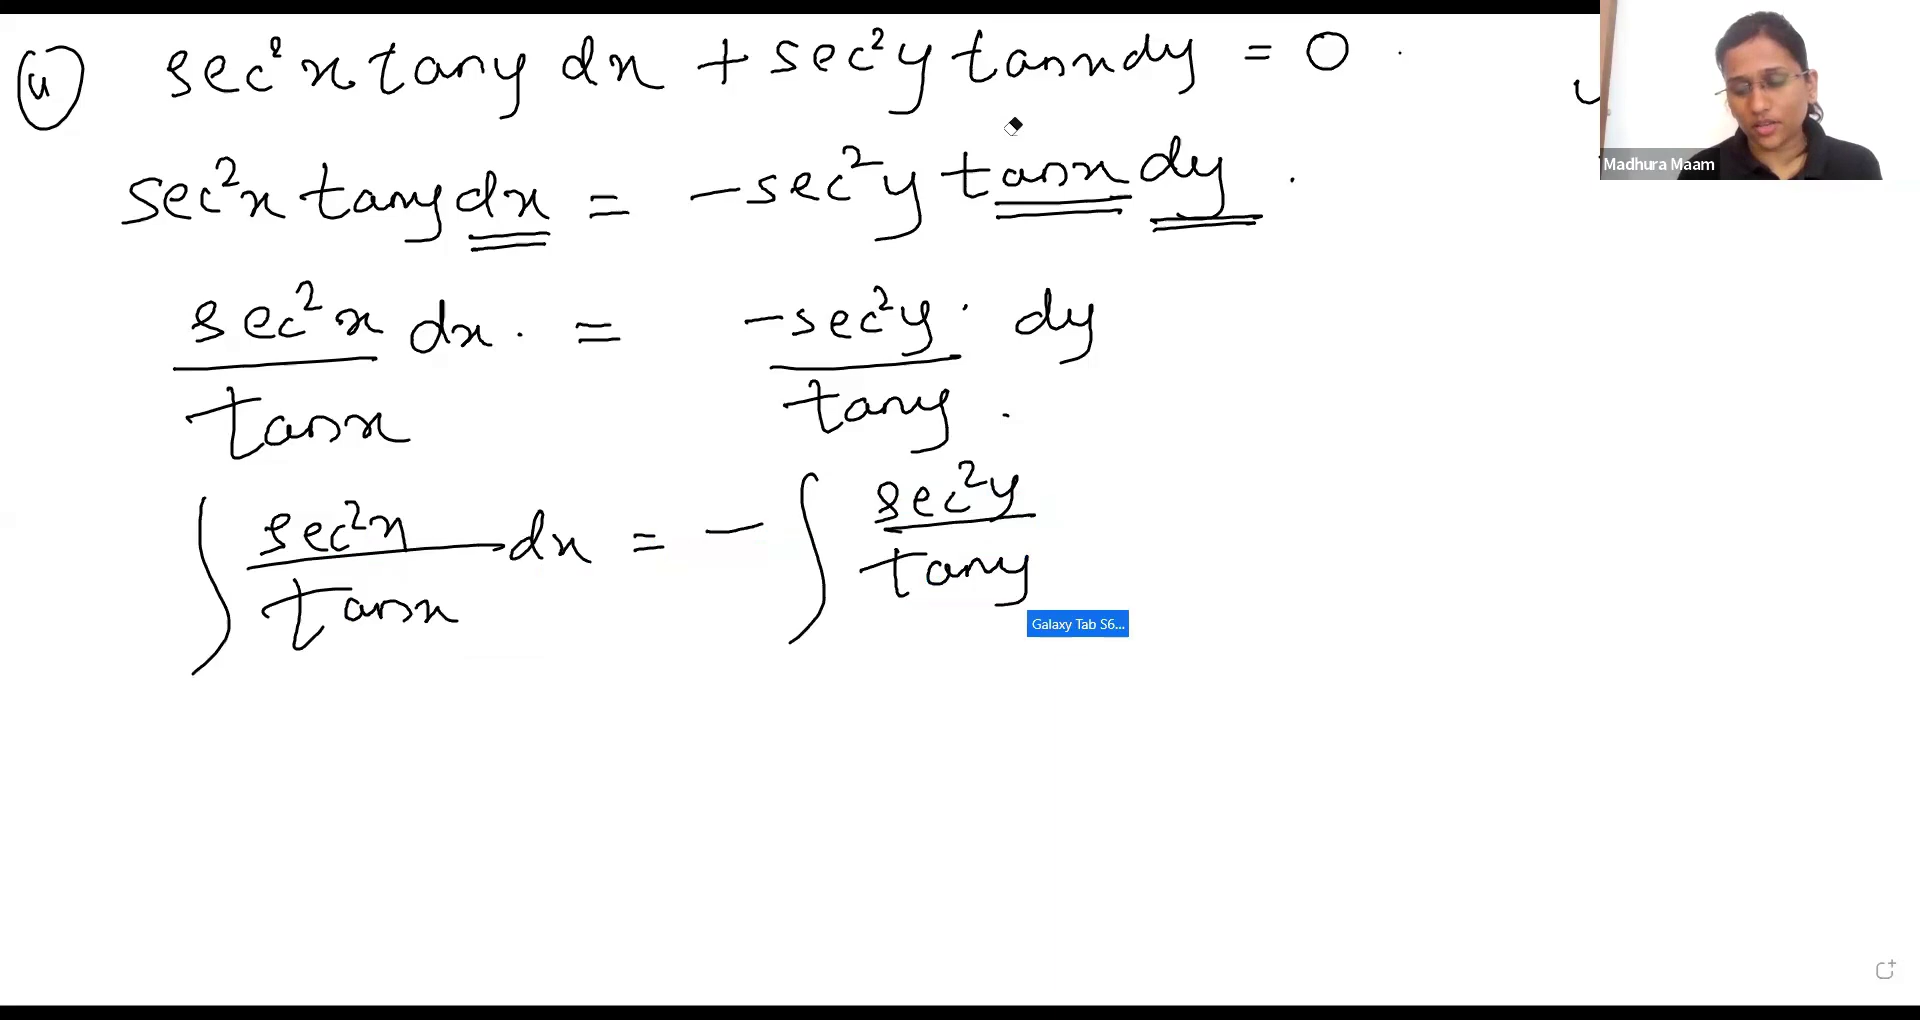 (ii) sec²x tany dx + sec²y tanx dy = 0
sec²x tany dx = -sec²y tanx dy.
sec²x/tanx dx. = -sec²y/tany · dy
∫ sec²x/tanx dx = - ∫ sec²y/tany
Madhura Maam
Galaxy Tab S6...